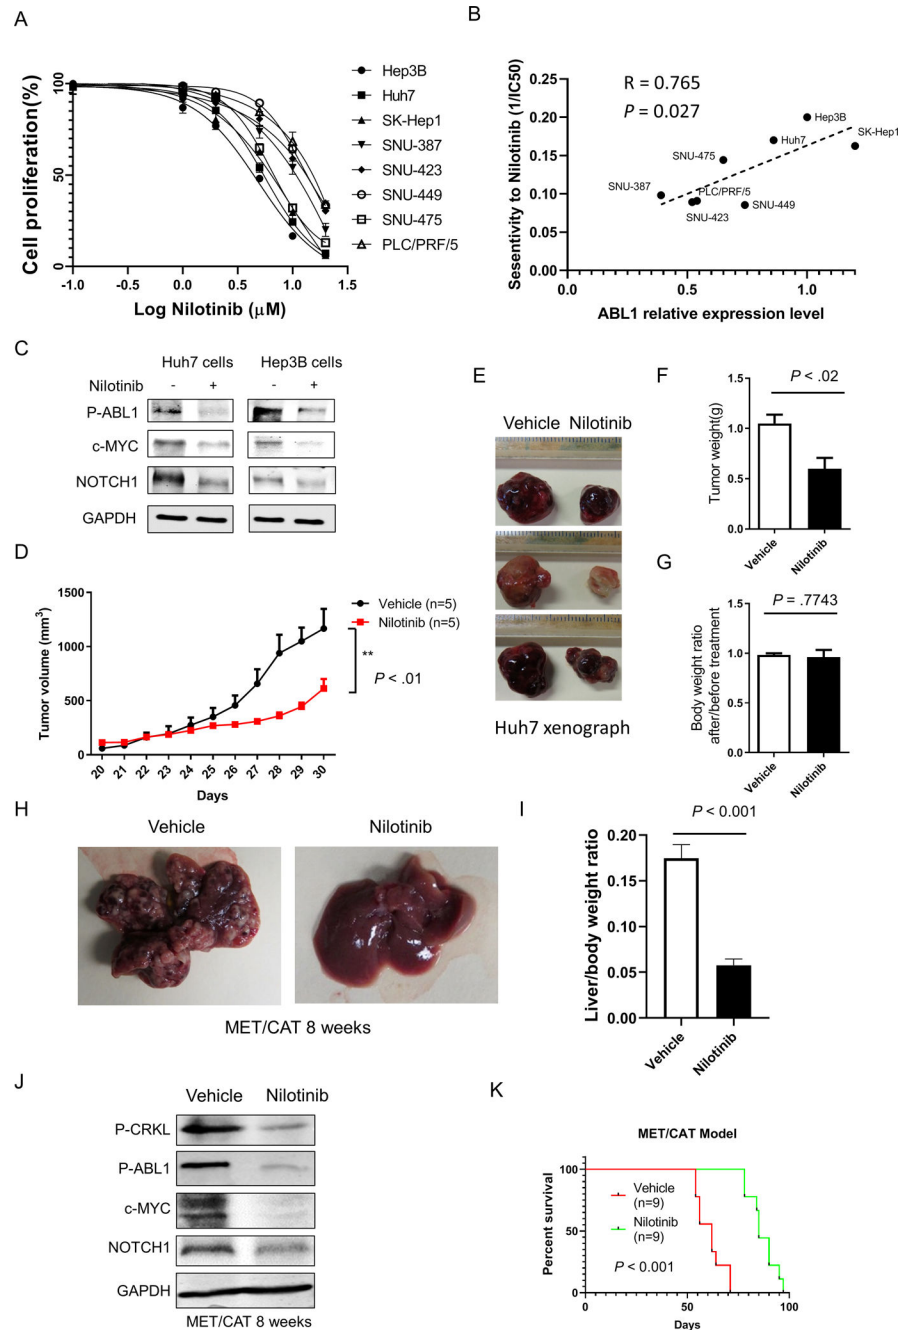 A
Cell proliferation(%)
100
50
0
-1.0
-0.5
0.0
0.5
1.0
1.5
Log Nilotinib (μM)
Hep3B
Huh7
SK-Hep1
SNU-387
SNU-423
SNU-449
SNU-475
PLC/PRF/5
B
Sesentivity to Nilotinib (1/IC50)
0.25
0.20
0.15
0.10
0.05
0.00
0.0
0.5
1.0
ABL1 relative expression level
R = 0.765
P = 0.027
Hep3B
SK-Hep1
Huh7
SNU-475
SNU-387
PLC/PRF/5
SNU-449
SNU-423
C
Huh7 cells
Hep3B cells
Nilotinib
-
+
-
+
P-ABL1
c-MYC
NOTCH1
GAPDH
D
Tumor volume (mm3)
1500
1000
500
0
20
21
22
23
24
25
26
27
28
29
30
Days
Vehicle (n=5)
Nilotinib (n=5)
**
P < .01
E
Vehicle
Nilotinib
Huh7 xenograph
F
P < .02
Tumor weight(g)
1.5
1.0
0.5
0.0
Vehicle
Nilotinib
G
P = .7743
Body weight ratio
after/before treatment
1.5
1.0
0.5
0.0
Vehicle
Nilotinib
H
Vehicle
Nilotinib
MET/CAT 8 weeks
I
P < 0.001
Liver/body weight ratio
0.20
0.15
0.10
0.05
0.00
Vehicle
Nilotinib
J
Vehicle
Nilotinib
P-CRKL
P-ABL1
c-MYC
NOTCH1
GAPDH
MET/CAT 8 weeks
K
MET/CAT Model
Percent survival
100
50
0
0
50
100
Days
Vehicle
(n=9)
Nilotinib
(n=9)
P < 0.001